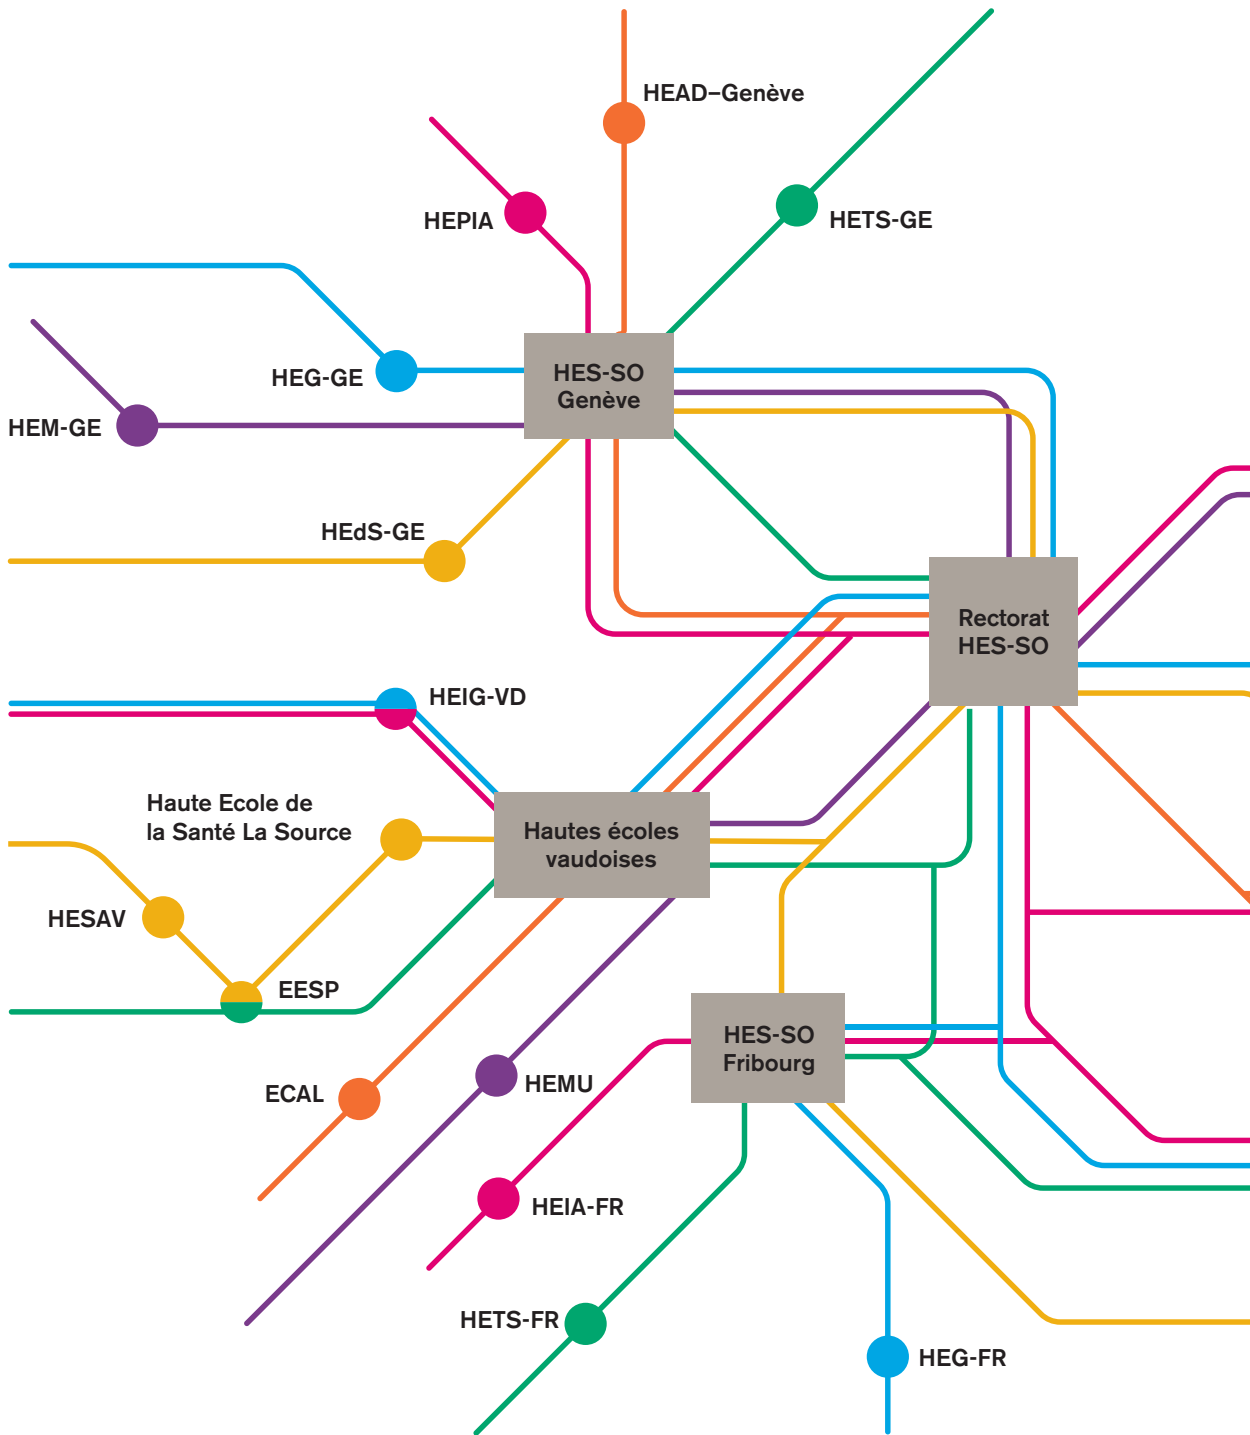 HEAD–Genève
HEPIA
HETS-GE
HES-SO
Genève
HEG-GE
HEM-GE
HEdS-GE
Rectorat
HES-SO
HEIG-VD
Haute Ecole de
la Santé La Source
Hautes écoles
vaudoises
HESAV
EESP
HES-SO
Fribourg
ECAL
HEMU
HEIA-FR
HETS-FR
HEG-FR